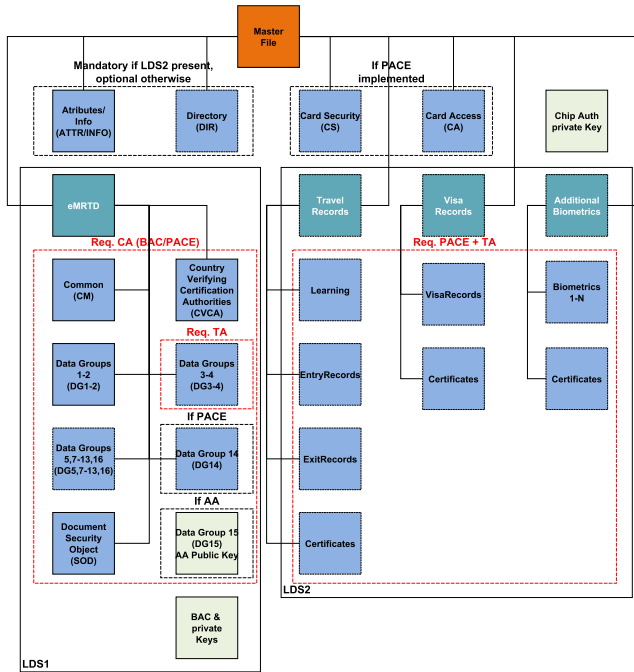 Master
File
Mandatory if LDS2 present,
optional otherwise
If PACE
implemented
Atributes/
Info
(ATTR/INFO)
Directory
(DIR)
Card Security
(CS)
Card Access
(CA)
Chip Auth
private Key
eMRTD
Travel
Records
Visa
Records
Additional
Biometrics
Req. CA (BAC/PACE)
Req. PACE + TA
Common
(CM)
Country
Verifying
Certification
Authorities
(CVCA)
Learning
VisaRecords
Biometrics
1-N
Req. TA
Data Groups
1-2
(DG1-2)
Data Groups
3-4
(DG3-4)
EntryRecords
Certificates
Certificates
If PACE
Data Groups
5,7-13,16
(DG5,7-13,16)
Data Group 14
(DG14)
ExitRecords
If AA
Document
Security
Object
(SOD)
Data Group 15
(DG15)
AA Public Key
Certificates
LDS2
BAC &
private
Keys
LDS1